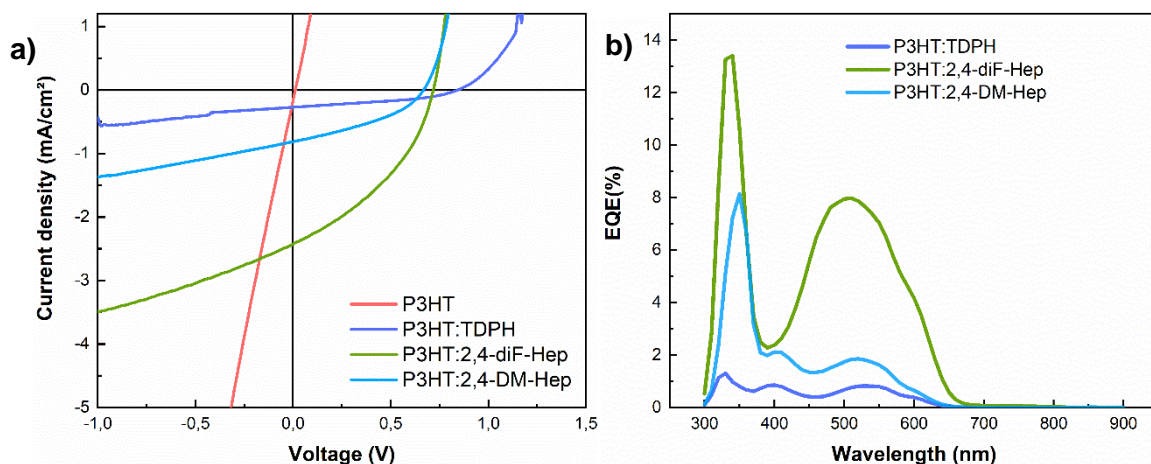 a)
Current density (mA/cm²)
1
0
-1
-2
-3
-4
-5
-1,0
-0,5
0,0
0,5
1,0
1,5
Voltage (V)
P3HT
P3HT:TDPH
P3HT:2,4-diF-Hep
P3HT:2,4-DM-Hep
b)
EQE(%)
14
12
10
8
6
4
2
0
300
400
500
600
700
800
900
Wavelength (nm)
P3HT:TDPH
P3HT:2,4-diF-Hep
P3HT:2,4-DM-Hep